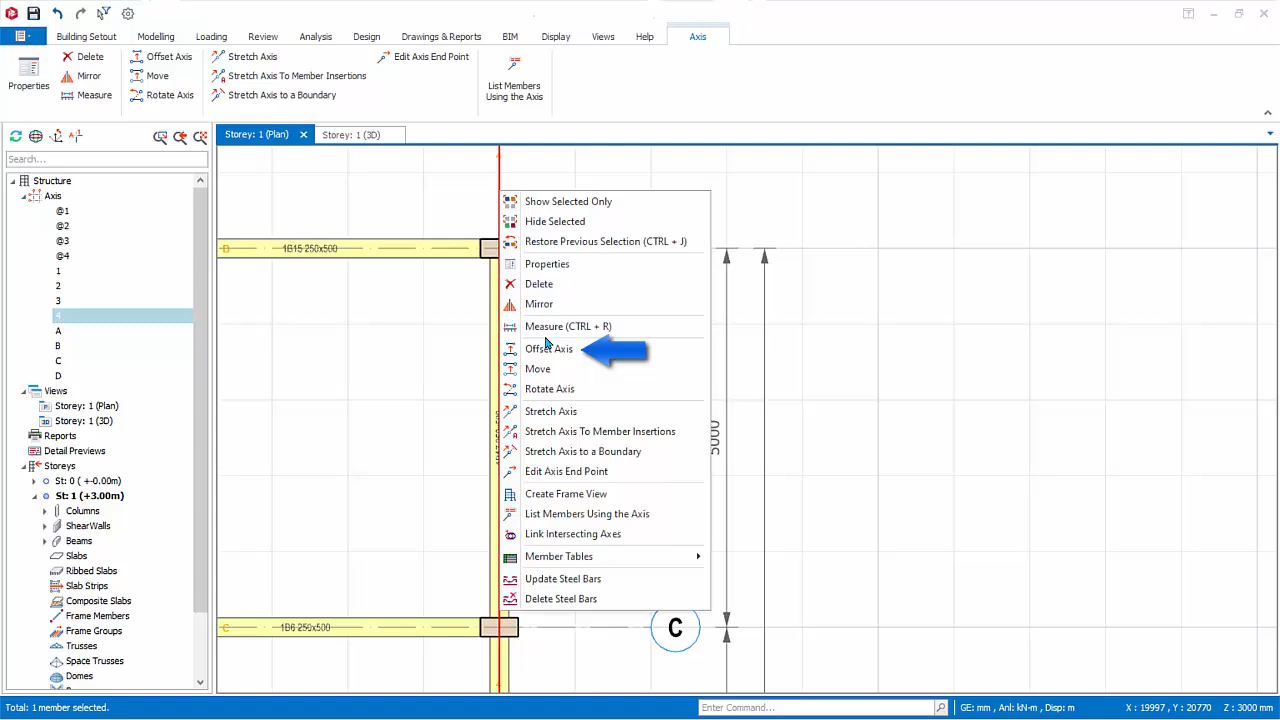 Building Setout Modelling Loading Review Analysis Design Drawings & Reports BIM Display Views Help Axis
Properties
Delete
Mirror
Measure
Offset Axis
Move
Rotate Axis
Stretch Axis
Stretch Axis To Member Insertions
Stretch Axis to a Boundary
Edit Axis End Point
List Members
Using the Axis
Storey: 1 (Plan)
Storey: 1 (3D)
Search...
Structure
Axis
@1
@2
@3
@4
1
2
3
4
A
B
C
D
Views
Storey: 1 (Plan)
Storey: 1 (3D)
Reports
Detail Previews
Storeys
St: 0 ( +-0.00m)
St: 1 (+3.00m)
Columns
ShearWalls
Beams
Slabs
Ribbed Slabs
Slab Strips
Composite Slabs
Frame Members
Frame Groups
Trusses
Space Trusses
Domes
4
D
1B15 250x500
Show Selected Only
Hide Selected
Restore Previous Selection (CTRL + J)
Properties
Delete
Mirror
Measure (CTRL + R)
Offset Axis
Move
Rotate Axis
Stretch Axis
Stretch Axis To Member Insertions
Stretch Axis to a Boundary
Edit Axis End Point
Create Frame View
List Members Using the Axis
Link Intersecting Axes
Member Tables
Update Steel Bars
Delete Steel Bars
5000
C
1B6 250x500
C
4
Total: 1 member selected.
Enter Command...
GE: mm , Anl: kN-m , Disp: m
X : 19997 , Y : 20770
Z : 3000 mm